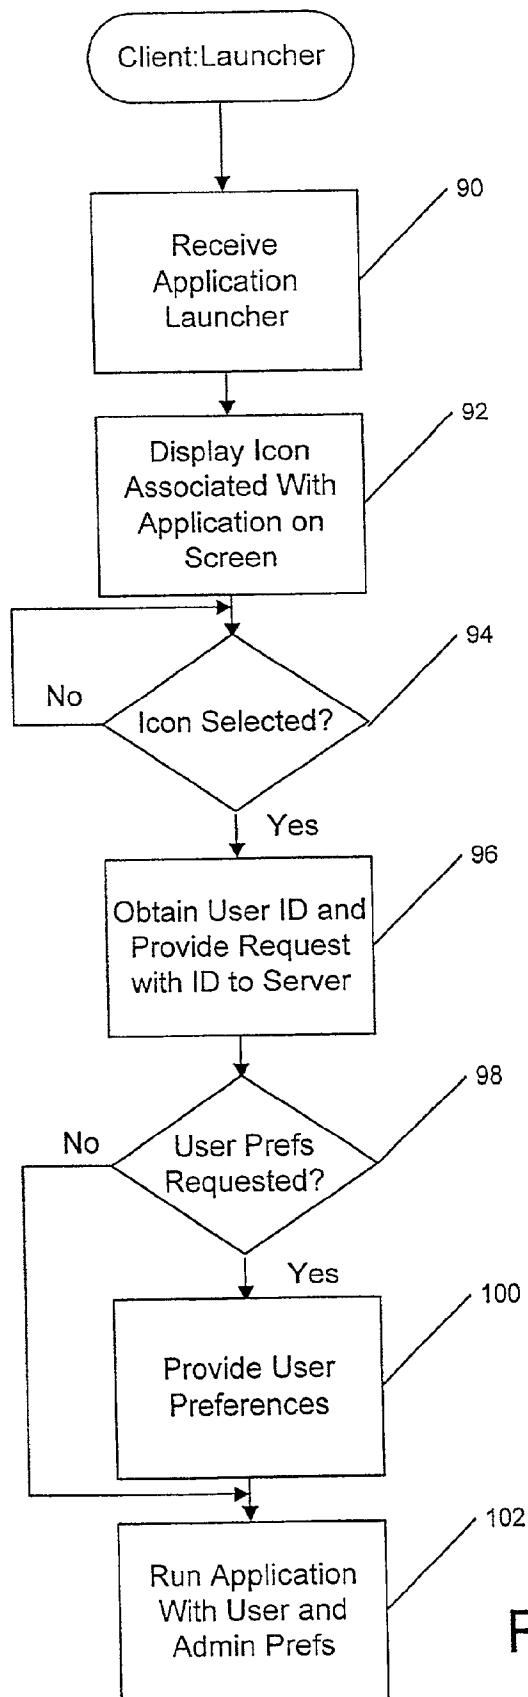 Client:Launcher
90
Receive
Application
Launcher
92
Display Icon
Associated With
Application on
Screen
94
No
Icon Selected?
Yes
96
Obtain User ID and
Provide Request
with ID to Server
98
No
User Prefs
Requested?
Yes
100
Provide User
Preferences
102
Run Application
With User and
Admin Prefs
F